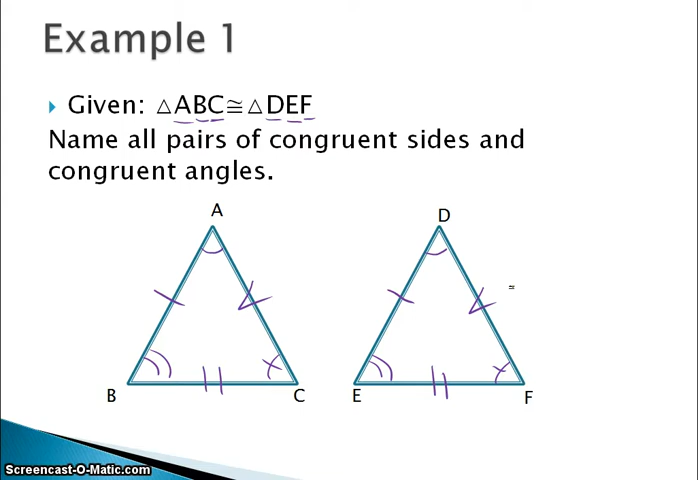 Example 1
Given: △ABC≅△DEF
Name all pairs of congruent sides and
congruent angles.
A
D
≅
B
C
E
F
Screencast-O-Matic.com